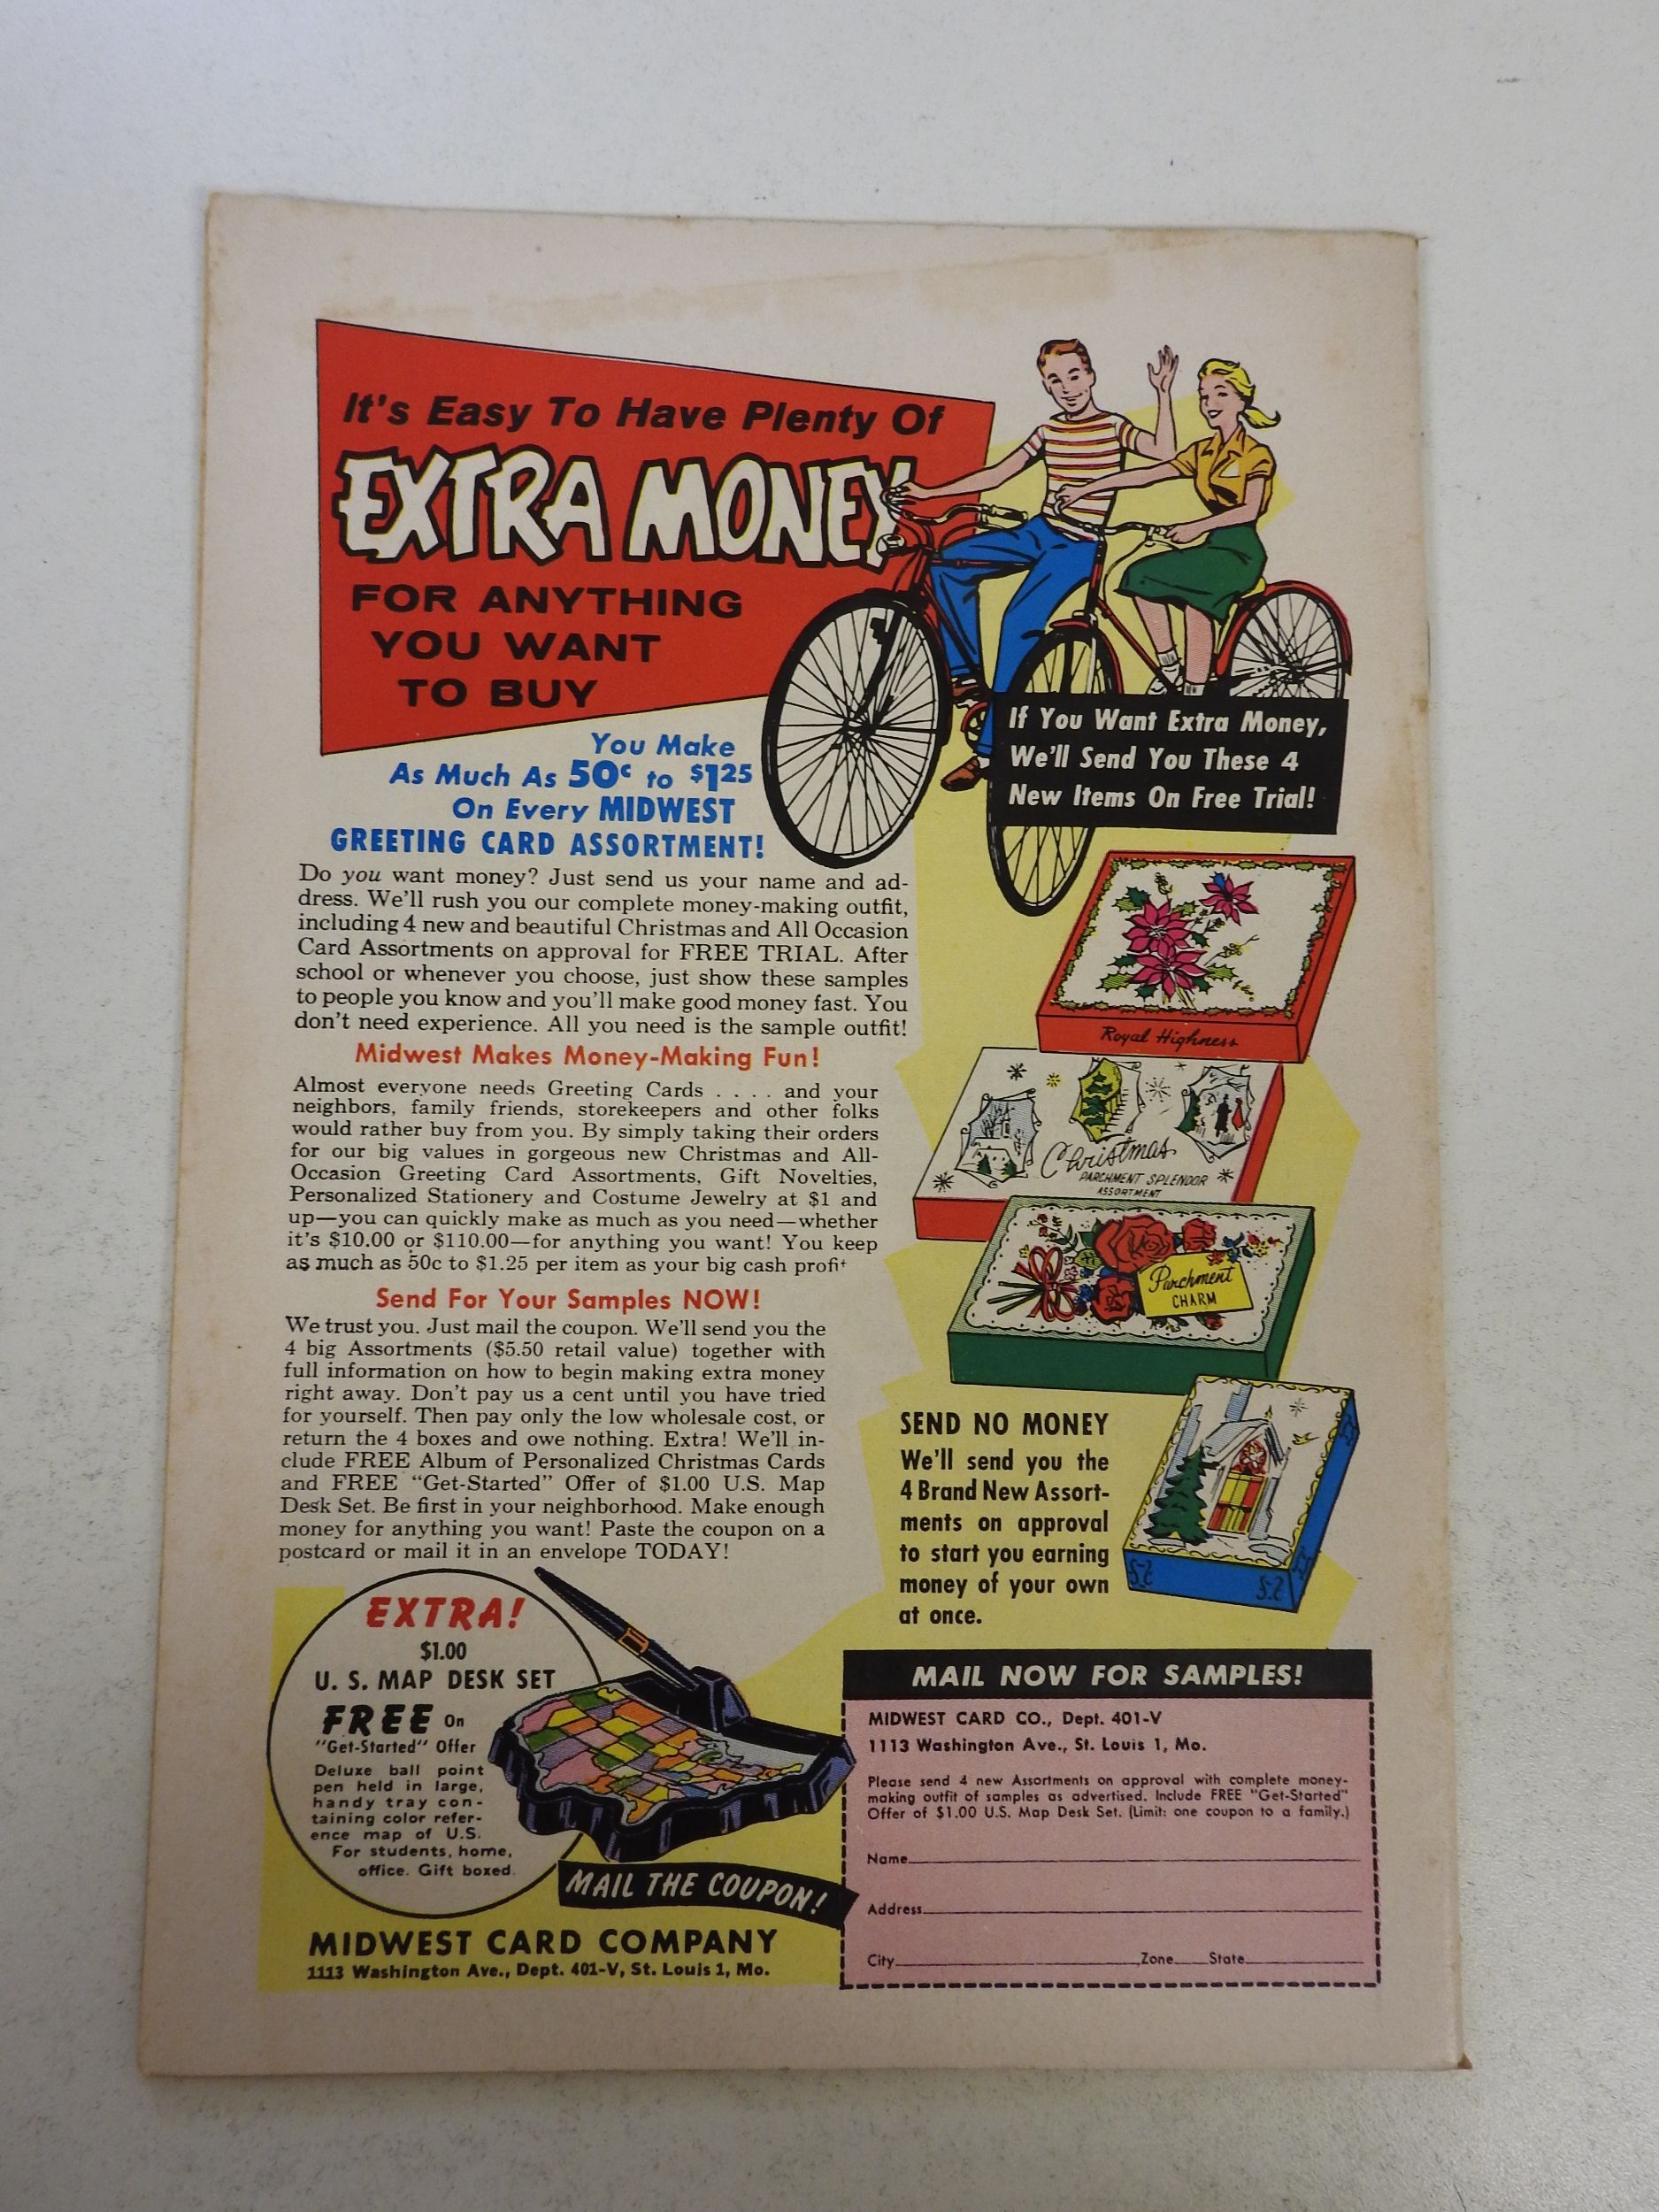 It's Easy To Have Plenty Of
EXTRA MONEY
FOR ANYTHING
YOU WANT
TO BUY
If You Want Extra Money,
We'll Send You These 4
New Items On Free Trial!
You Make
As Much As 50c to $125
On Every MIDWEST
GREETING CARD ASSORTMENT!
Do you want money? Just send us your name and ad-
dress. We'll rush you our complete money-making outfit,
including 4 new and beautiful Christmas and All Occasion
Card Assortments on approval for FREE TRIAL. After
school or whenever you choose, just show these samples
to people you know and you'll make good money fast. You
don't need experience. All you need is the sample outfit!
Midwest Makes Money-Making Fun!
Almost everyone needs Greeting Cards . . . . and your
neighbors, family friends, storekeepers and other folks
would rather buy from you. By simply taking their orders
for our big values in gorgeous new Christmas and All-
Occasion Greeting Card Assortments, Gift Novelties,
Personalized Stationery and Costume Jewelry at $1 and
up—you can quickly make as much as you need—whether
it's $10.00 or $110.00—for anything you want! You keep
as much as 50c to $1.25 per item as your big cash profit
Send For Your Samples NOW!
We trust you. Just mail the coupon. We'll send you the
4 big Assortments ($5.50 retail value) together with
full information on how to begin making extra money
right away. Don't pay us a cent until you have tried
for yourself. Then pay only the low wholesale cost, or
return the 4 boxes and owe nothing. Extra! We'll in-
clude FREE Album of Personalized Christmas Cards
and FREE "Get-Started" Offer of $1.00 U.S. Map
Desk Set. Be first in your neighborhood. Make enough
money for anything you want! Paste the coupon on a
postcard or mail it in an envelope TODAY!
Royal Highness
Christmas
PARCHMENT SPLENDOR
ASSORTMENT
Parchment
CHARM
SEND NO MONEY
We'll send you the
4 Brand New Assort-
ments on approval
to start you earning
money of your own
at once.
EXTRA!
$1.00
U. S. MAP DESK SET
FREE On
"Get-Started" Offer
Deluxe ball point
pen held in large,
handy tray con-
taining color refer-
ence map of U.S.
For students, home,
office. Gift boxed.
MAIL THE COUPON!
MIDWEST CARD COMPANY
1113 Washington Ave., Dept. 401-V, St. Louis 1, Mo.
MAIL NOW FOR SAMPLES!
MIDWEST CARD CO., Dept. 401-V
1113 Washington Ave., St. Louis 1, Mo.
Please send 4 new Assortments on approval with complete money-
making outfit of samples as advertised. Include FREE "Get-Started"
Offer of $1.00 U.S. Map Desk Set. (Limit: one coupon to a family.)
Name
Address
City Zone State